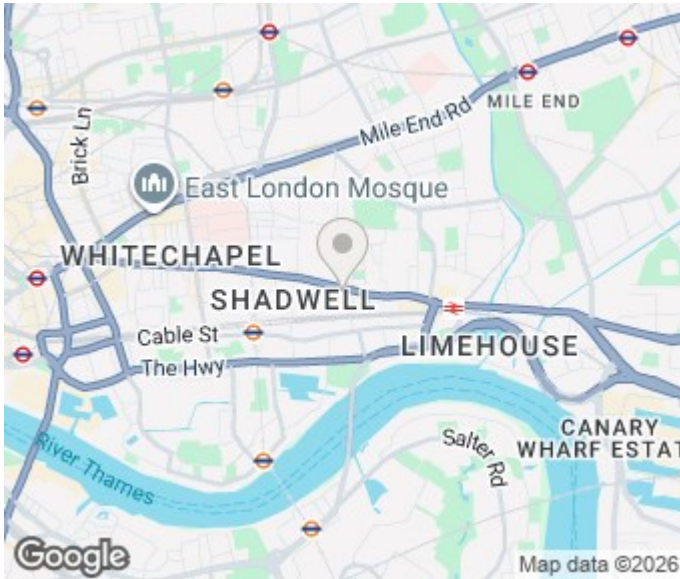 MILE END
Mile End Rd
Brick Ln
East London Mosque
WHITECHAPEL
SHADWELL
Cable St
The Hwy
LIMEHOUSE
CANARY
WHARF ESTAT
River Thames
Salter Rd
Google
Map data ©2026